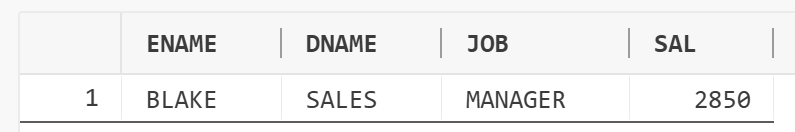 ENAME DNAME JOB SAL
1 BLAKE SALES MANAGER 2850